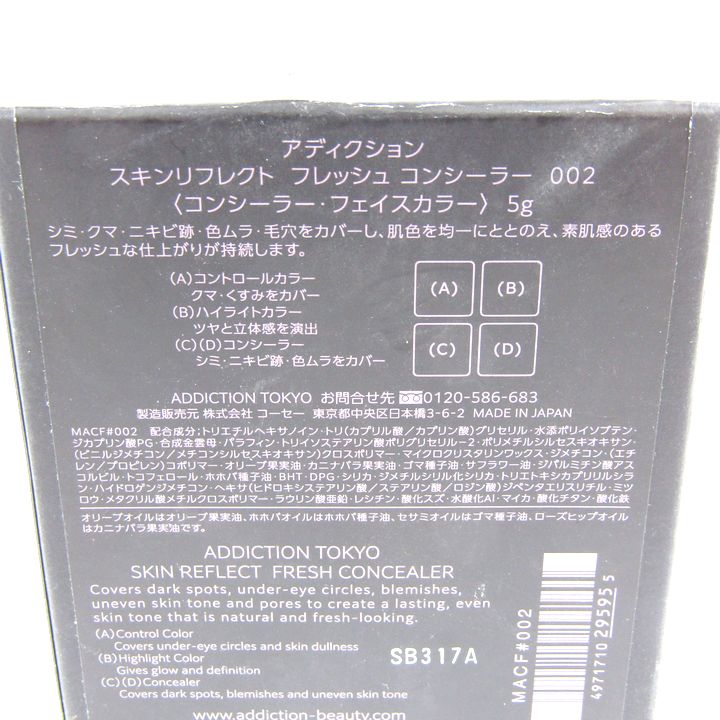 アディクション
スキンリフレクト フレッシュ コンシーラー 002
〈コンシーラー・フェイスカラー〉 5g
シミ・クマ・ニキビ跡・色ムラ・毛穴をカバーし、肌色を均一にととのえ、素肌感のある
フレッシュな仕上がりが持続します。
(A)コントロールカラー
クマ・くすみをカバー
(B)ハイライトカラー
ツヤと立体感を演出
(C)(D)コンシーラー
シミ・ニキビ跡・色ムラをカバー
(A) (B)
(C) (D)
ADDICTION TOKYO お問合せ先 0120-586-683
製造販売元 株式会社 コーセー 東京都中央区日本橋3-6-2 MADE IN JAPAN
MACF#002 配合成分:トリエチルヘキサノイン・トリ(カプリル酸/カプリン酸)グリセリル・水添ポリイソブテン・
ジカプリン酸PG・合成金雲母・パラフィン・トリイソステアリン酸ポリグリセリル-2・ポリメチルシルセスキオキサン・
(ビニルジメチコン/メチコンシルセスキオキサン)クロスポリマー・マイクロクリスタリンワックス・ジメチコン・(エチ
レン/プロピレン)コポリマー・オリーブ果実油・カニナバラ果実油・ゴマ種子油・サフラワー油・ジパルミチン酸アス
コルビル・トコフェロール・ホホバ種子油・BHT・DPG・シリカ・ジメチルシリル化シリカ・トリエトキシカプリリルシラ
ン・ハイドロゲンジメチコン・ヘキサ(ヒドロキシステアリン酸/ステアリン酸/ロジン酸)ジペンタエリスリチル・ミツ
ロウ・メタクリル酸メチルクロスポリマー・ラウリン酸亜鉛・レシチン・酸化スズ・水酸化Al・マイカ・酸化チタン・酸化鉄
オリーブオイルはオリーブ果実油、ホホバオイルはホホバ種子油、セサミオイルはゴマ種子油、ローズヒップオイル
はカニナバラ果実油です。
ADDICTION TOKYO
SKIN REFLECT FRESH CONCEALER
Covers dark spots, under-eye circles, blemishes,
uneven skin tone and pores to create a lasting, even
skin tone that is natural and fresh-looking.
(A)Control Color
Covers under-eye circles and skin dullness
(B)Highlight Color
Gives glow and definition
(C)(D)Concealer
Covers dark spots, blemishes and uneven skin tone
www.addiction-beauty.com
SB317A
MACF#002
4971710 295955